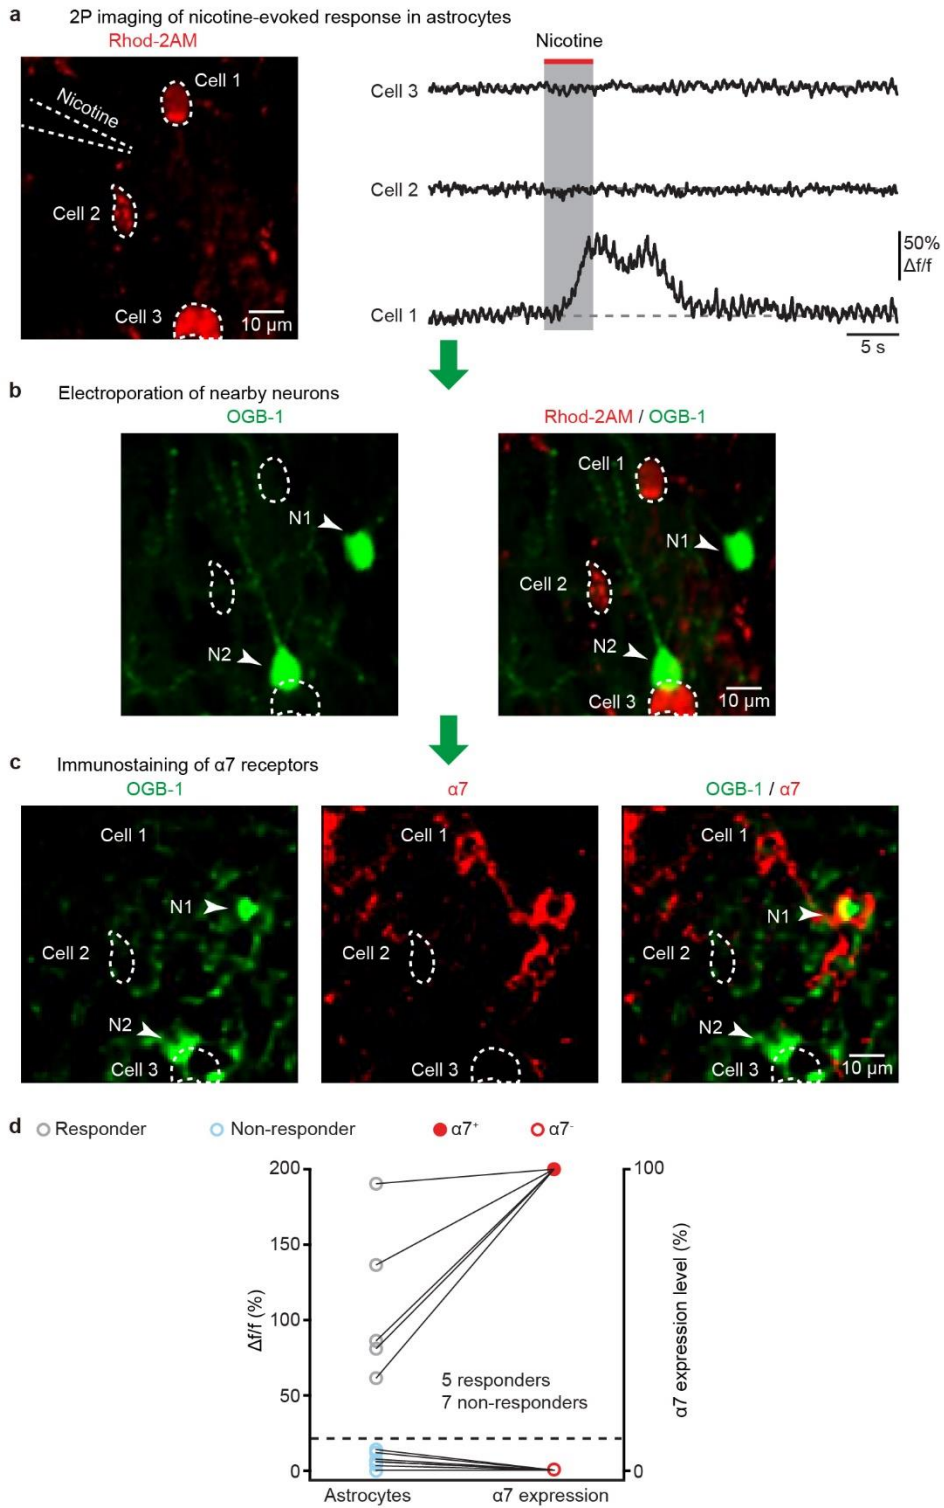 a 2P imaging of nicotine-evoked response in astrocytes
Rhod-2AM
Nicotine
Cell 1
Cell 2
Cell 3
10 µm
Nicotine
Cell 3
Cell 2
Cell 1
50%
Δf/f
5 s
b Electroporation of nearby neurons
OGB-1
N1
N2
Rhod-2AM / OGB-1
Cell 1
N1
Cell 2
N2
Cell 3
10 µm
c Immunostaining of α7 receptors
OGB-1
Cell 1
N1
Cell 2
N2
Cell 3
α7
Cell 1
Cell 2
Cell 3
OGB-1 / α7
Cell 1
N1
Cell 2
N2
Cell 3
10 µm
d Responder Non-responder α7⁺ α7⁻
200
150
100
50
0
Δf/f (%)
100
0
α7 expression level (%)
5 responders
7 non-responders
Astrocytes α7 expression